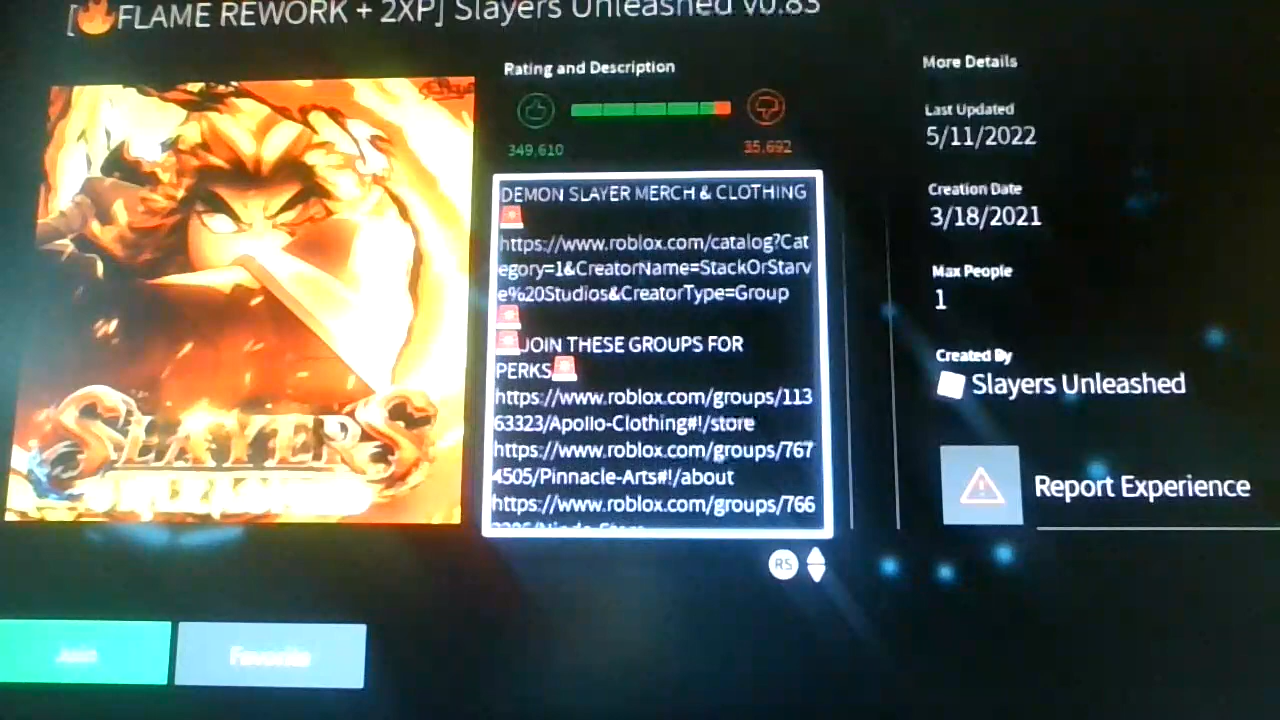 [🔥FLAME REWORK + 2XP] Slayers Unleashed v0.83
Rating and Description
349,610
35,692
DEMON SLAYER MERCH & CLOTHING
🚨
https://www.roblox.com/catalog?Cat
egory=1&CreatorName=StackOrStarv
e%20Studios&CreatorType=Group
🚨
🚨JOIN THESE GROUPS FOR
PERKS🚨
https://www.roblox.com/groups/113
63323/Apollo-Clothing#!/store
https://www.roblox.com/groups/767
4505/Pinnacle-Arts#!/about
https://www.roblox.com/groups/766
RS
More Details
Last Updated
5/11/2022
Creation Date
3/18/2021
Max People
1
Created By
Slayers Unleashed
Report Experience
SLAYERS
UNLEASHED
Join
Favorite